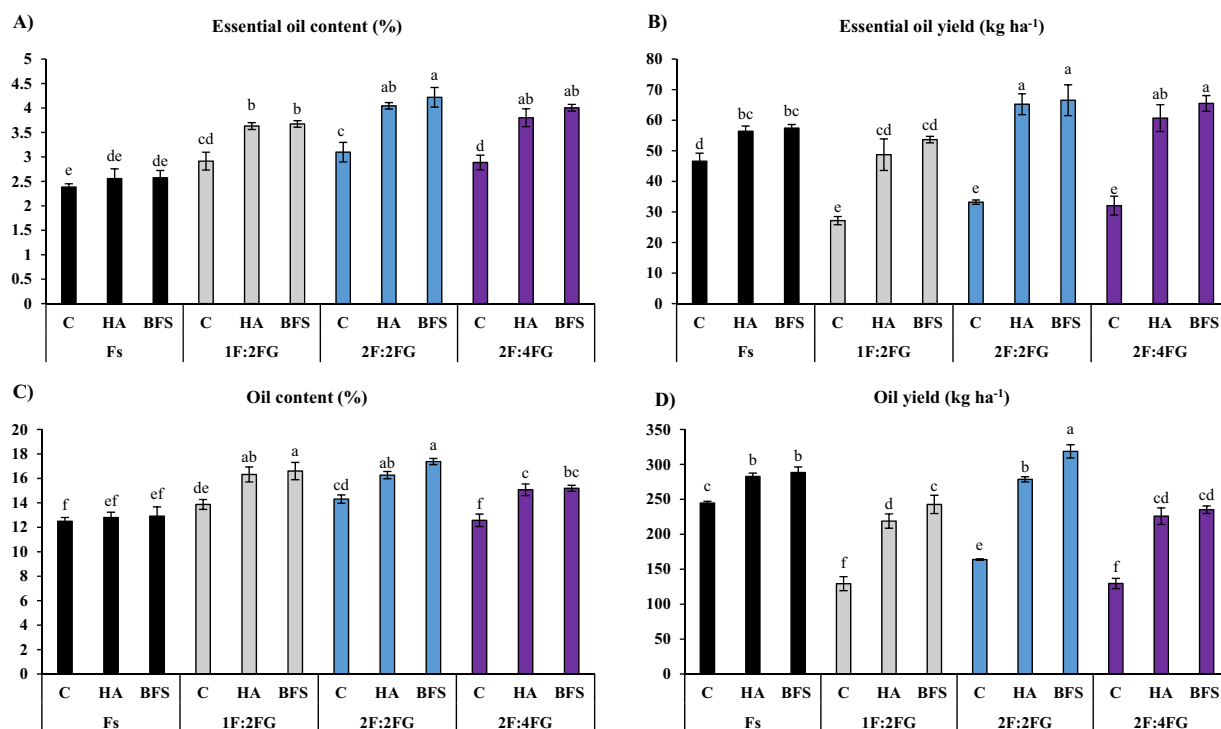 A) Essential oil content (%)
5
4.5
4
3.5
3
2.5
2
1.5
1
0.5
0
e de de cd b b c ab a d ab ab
C HA BFS C HA BFS C HA BFS C HA BFS
Fs 1F:2FG 2F:2FG 2F:4FG
B) Essential oil yield (kg ha⁻¹)
80
70
60
50
40
30
20
10
0
d bc bc e cd cd e a a e ab a
C HA BFS C HA BFS C HA BFS C HA BFS
Fs 1F:2FG 2F:2FG 2F:4FG
C) Oil content (%)
20
18
16
14
12
10
8
6
4
2
0
f ef ef de ab a cd ab a f c bc
C HA BFS C HA BFS C HA BFS C HA BFS
Fs 1F:2FG 2F:2FG 2F:4FG
D) Oil yield (kg ha⁻¹)
350
300
250
200
150
100
50
0
c b b f d c e b a f cd cd
C HA BFS C HA BFS C HA BFS C HA BFS
Fs 1F:2FG 2F:2FG 2F:4FG